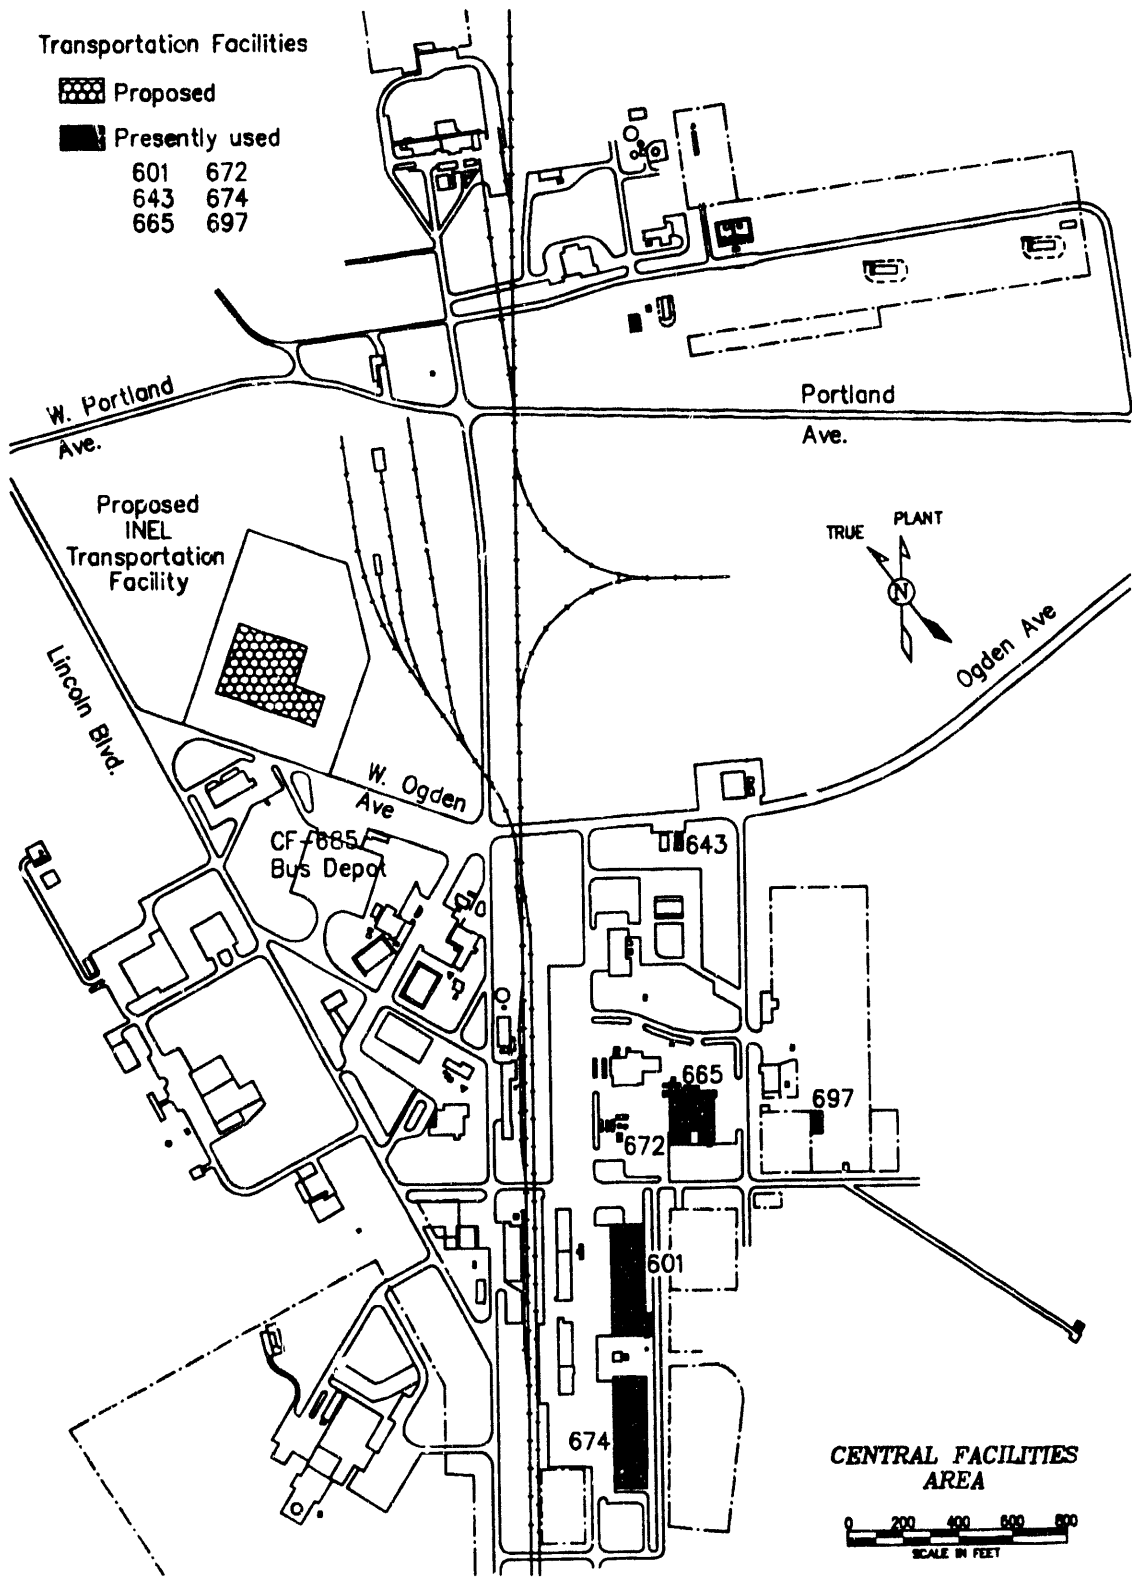 Transportation Facilities
Proposed
Presently used
601 672
643 674
665 697
W. Portland
Ave.
Portland
Ave.
Proposed
INEL
Transportation
Facility
TRUE PLANT
N
Ogden Ave
Lincoln Blvd.
W. Ogden
Ave
CF-685
Bus Depot
643
665
697
672
601
674
CENTRAL FACILITIES
AREA
0 200 400 600 800
SCALE IN FEET